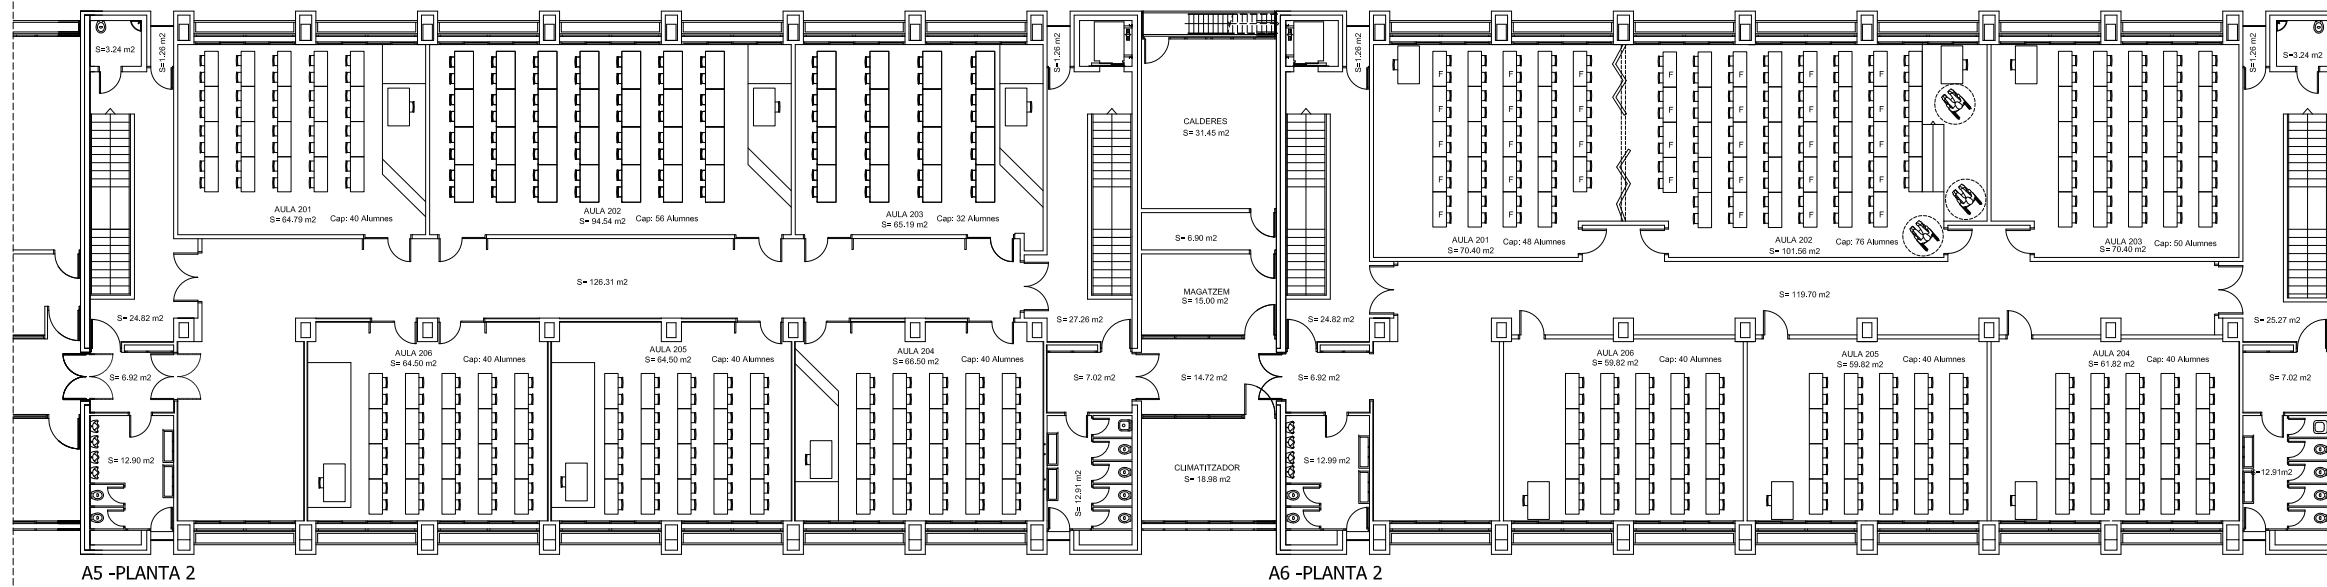 S=3.24 m2
S=1.26 m2
AULA 201
S= 64.79 m2
Cap: 40 Alumnes
AULA 202
S= 94.54 m2
Cap: 56 Alumnes
AULA 203
S= 65.19 m2
Cap: 32 Alumnes
S=1.26 m2
CALDERES
S= 31.45 m2
S=1.26 m2
F F F F F
F F F F F
F F F F
F F F F F
F F F F
F F F F F
F F F F
F F F F F
F F F F
AULA 201
S= 70.40 m2
Cap: 48 Alumnes
AULA 202
S= 101.56 m2
Cap: 76 Alumnes
AULA 203
S= 70.40 m2
Cap: 50 Alumnes
S=1.26 m2
S=3.24 m2
S= 6.90 m2
S= 126.31 m2
MAGATZEM
S= 15.00 m2
S= 119.70 m2
S= 24.82 m2
S= 27.26 m2
S= 24.82 m2
S= 25.27 m2
AULA 206
S= 64.50 m2
Cap: 40 Alumnes
AULA 205
S= 64,50 m2
Cap: 40 Alumnes
AULA 204
S= 66.50 m2
Cap: 40 Alumnes
AULA 206
S= 59.82 m2
Cap: 40 Alumnes
AULA 205
S= 59.82 m2
Cap: 40 Alumnes
AULA 204
S= 61.82 m2
Cap: 40 Alumnes
S= 6.92 m2
S= 7.02 m2
S= 14.72 m2
S= 6.92 m2
S= 7.02 m2
S= 12.90 m2
S= 12.91 m2
CLIMATITZADOR
S= 18.98 m2
S= 12.99 m2
S=12.91m2
A5 -PLANTA 2
A6 -PLANTA 2